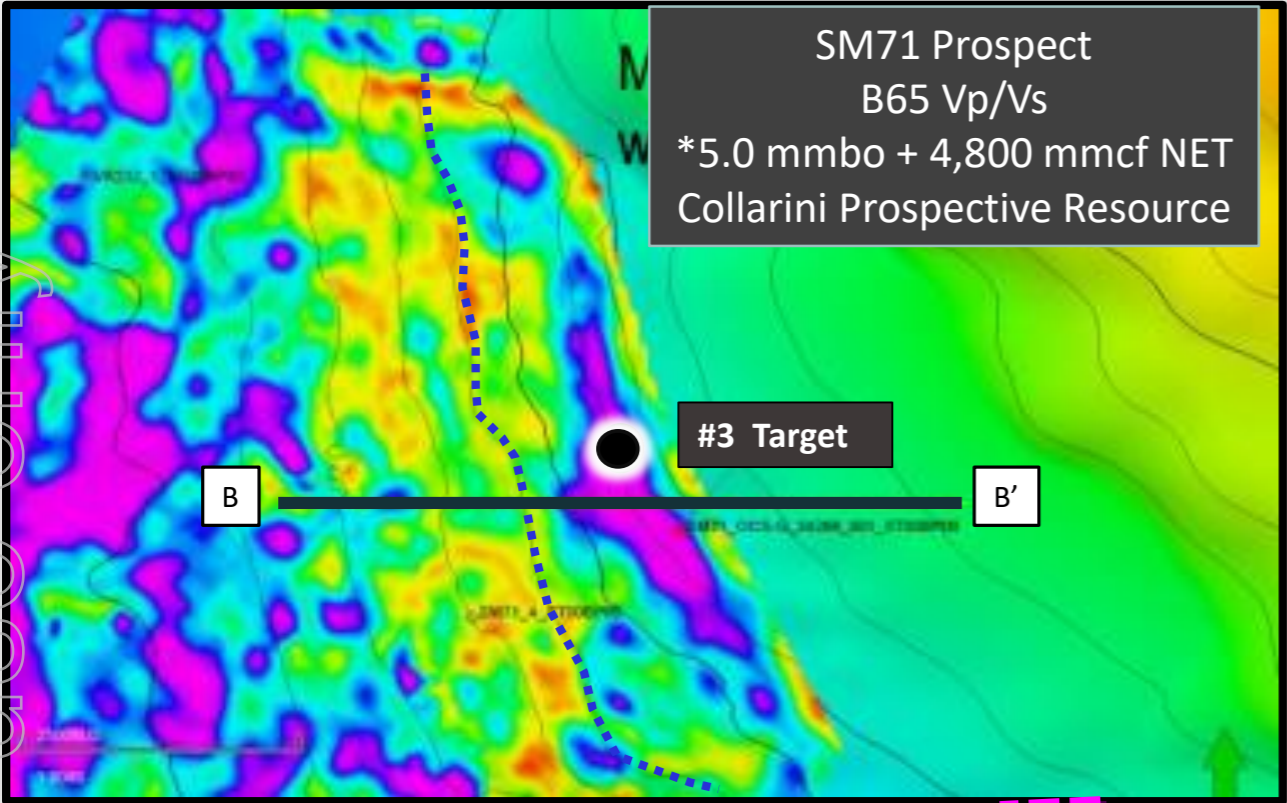 SM71 Prospect
B65 Vp/Vs
*5.0 mmbo + 4,800 mmcf NET
Collarini Prospective Resource
M
w
#3 Target
B
B’